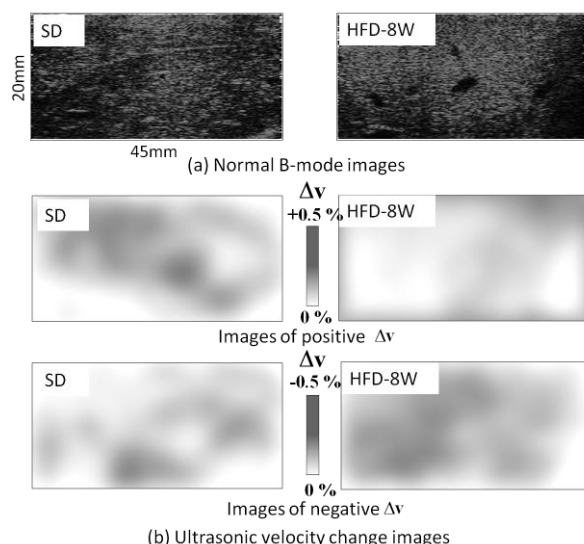 SD
HFD-8W
20mm
45mm
(a) Normal B-mode images
SD
Δv
+0.5 %
HFD-8W
0 %
Images of positive Δv
SD
Δv
-0.5%
HFD-8W
0 %
Images of negative Δv
(b) Ultrasonic velocity change images